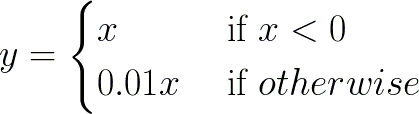 y = { x if x < 0
0.01x if otherwise